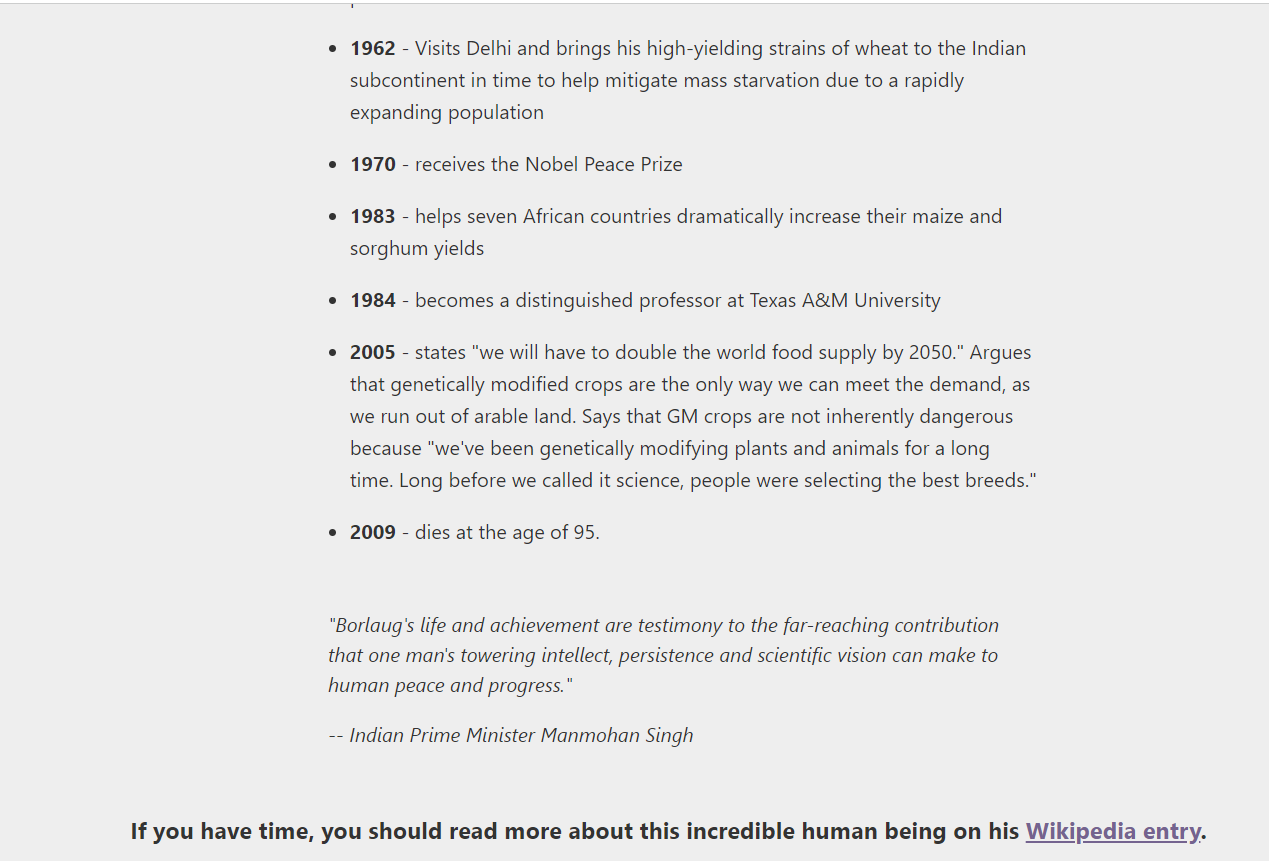 1962 - Visits Delhi and brings his high-yielding strains of wheat to the Indian
subcontinent in time to help mitigate mass starvation due to a rapidly
expanding population
1970 - receives the Nobel Peace Prize
1983 - helps seven African countries dramatically increase their maize and
sorghum yields
1984 - becomes a distinguished professor at Texas A&M University
2005 - states "we will have to double the world food supply by 2050." Argues
that genetically modified crops are the only way we can meet the demand, as
we run out of arable land. Says that GM crops are not inherently dangerous
because "we've been genetically modifying plants and animals for a long
time. Long before we called it science, people were selecting the best breeds."
2009 - dies at the age of 95.
"Borlaug's life and achievement are testimony to the far-reaching contribution
that one man's towering intellect, persistence and scientific vision can make to
human peace and progress."
-- Indian Prime Minister Manmohan Singh
If you have time, you should read more about this incredible human being on his Wikipedia entry.